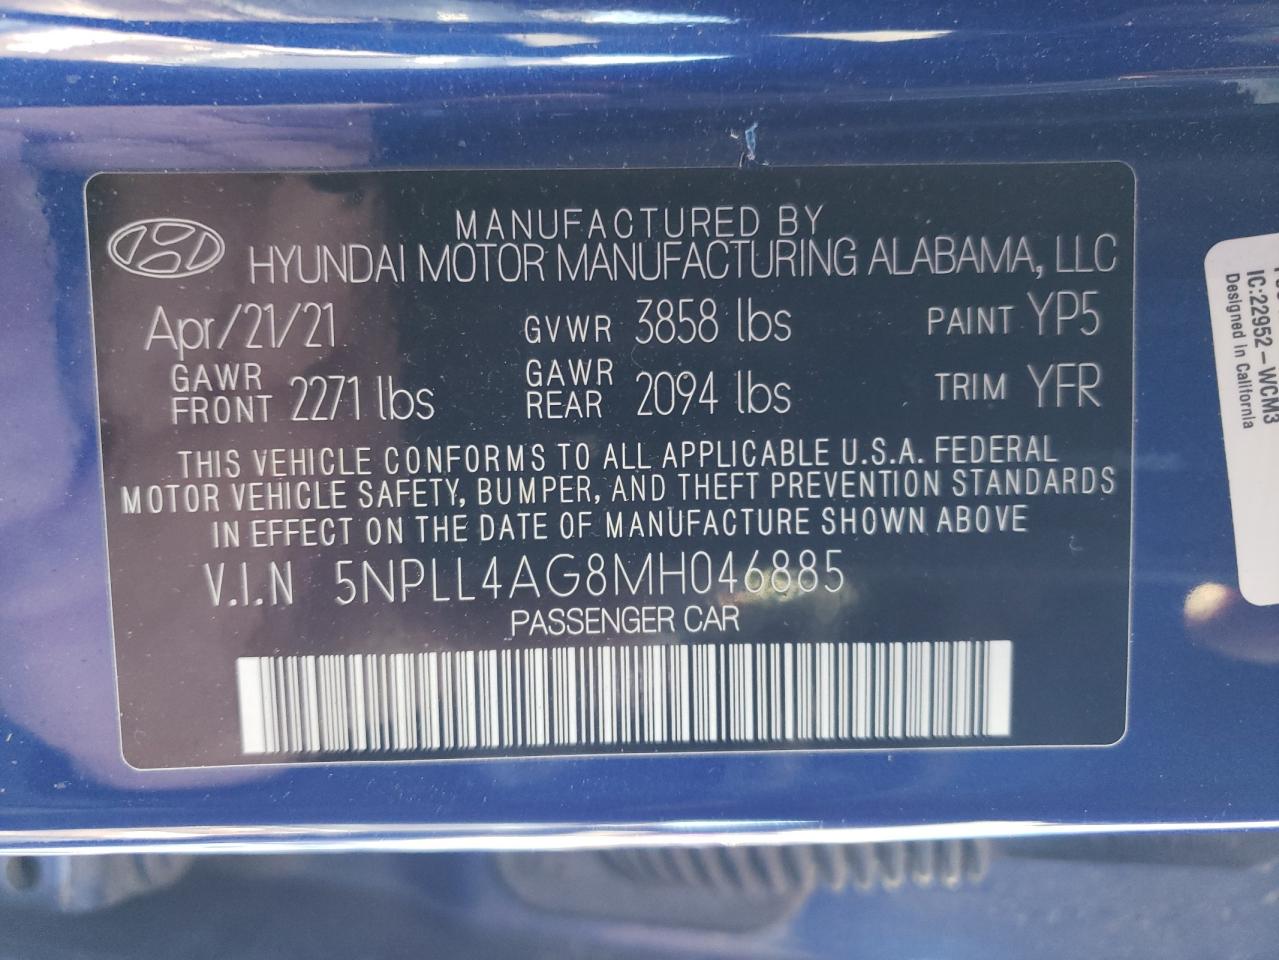 MANUFACTURED BY
HYUNDAI MOTOR MANUFACTURING ALABAMA, LLC
Apr/21/21 GVWR 3858 lbs PAINT YP5
GAWR FRONT 2271 lbs GAWR REAR 2094 lbs TRIM YFR
THIS VEHICLE CONFORMS TO ALL APPLICABLE U.S.A. FEDERAL
MOTOR VEHICLE SAFETY, BUMPER, AND THEFT PREVENTION STANDARDS
IN EFFECT ON THE DATE OF MANUFACTURE SHOWN ABOVE
V.I.N 5NPLL4AG8MH046885
PASSENGER CAR
IC:22952-WCM3
Designed in California